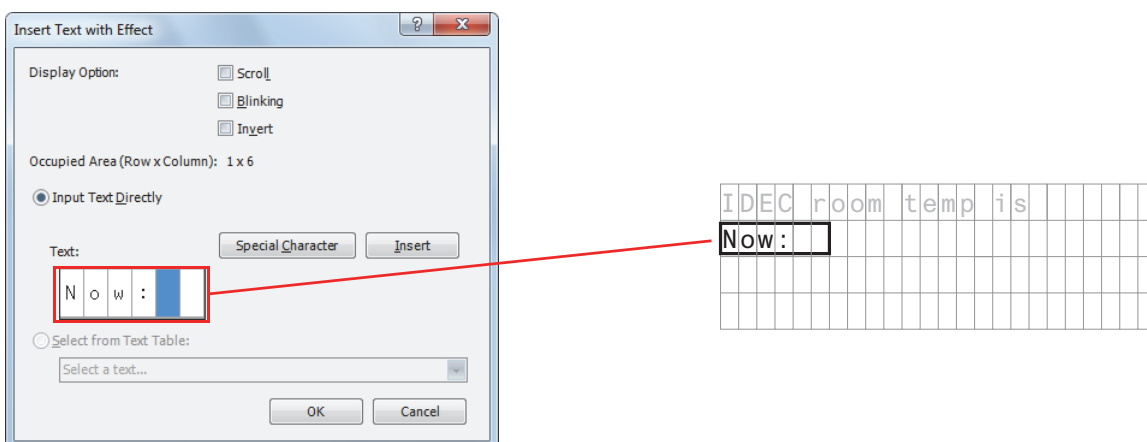 Insert Text with Effect
Display Option:
Scroll
Blinking
Invert
Occupied Area (Row x Column): 1 x 6
Input Text Directly
Text:
Special Character
Insert
Now:
Select from Text Table:
Select a text...
OK
Cancel
IDEC room temp is
Now: